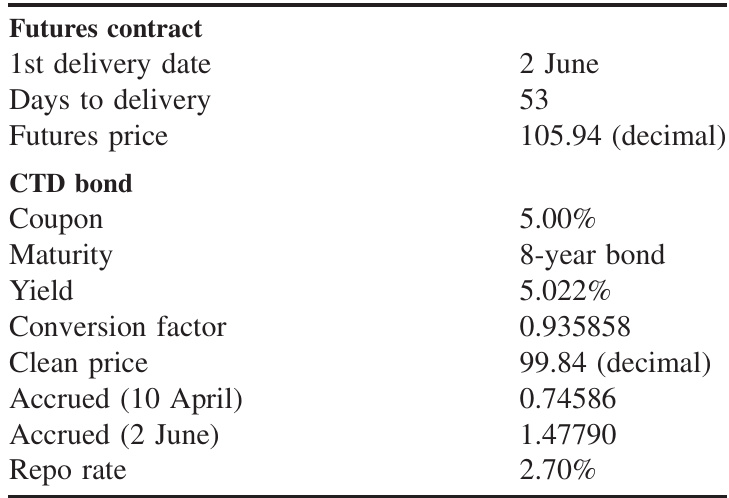 Futures contract
1st delivery date 2 June
Days to delivery 53
Futures price 105.94 (decimal)
CTD bond
Coupon 5.00%
Maturity 8-year bond
Yield 5.022%
Conversion factor 0.935858
Clean price 99.84 (decimal)
Accrued (10 April) 0.74586
Accrued (2 June) 1.47790
Repo rate 2.70%